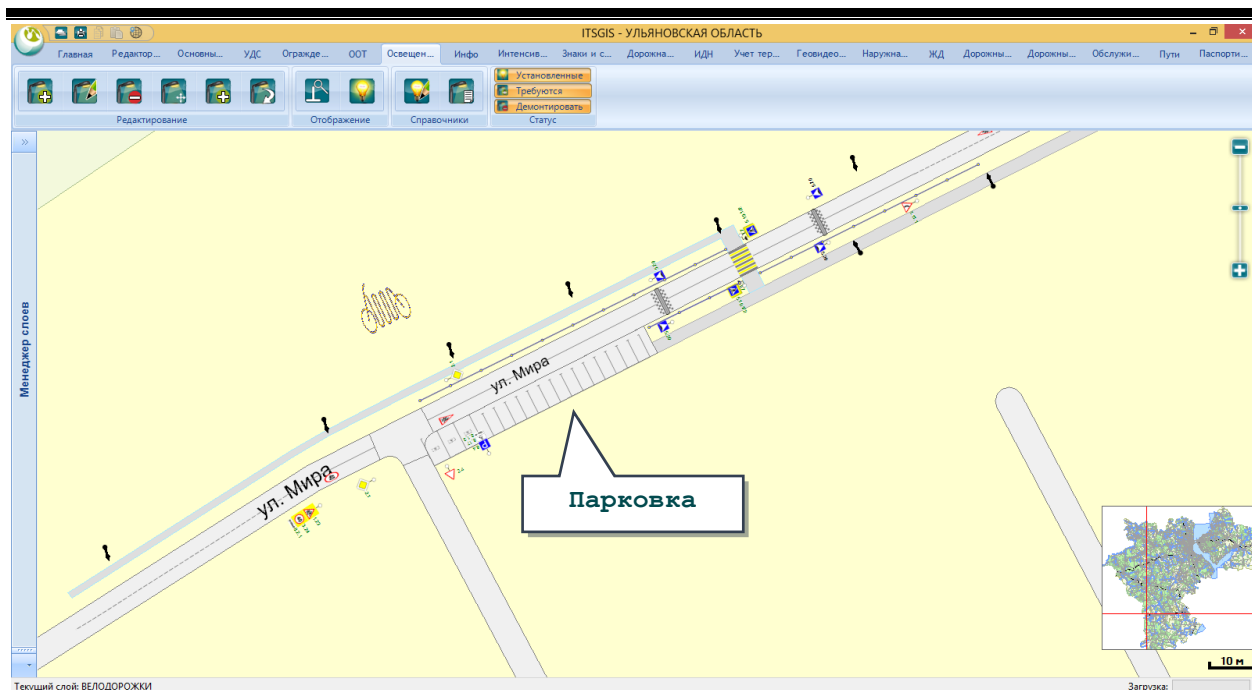 ITSGIS - УЛЬЯНОВСКАЯ ОБЛАСТЬ
Главная Редактор... Основны... УДС Огражде... ООТ Освещен... Инфо Интенсив... Знаки и с... Дорожна... ИДН Учет тер... Геовидео... Наружна... ЖД Дорожны... Дорожны... Обслужи... Пути Паспорти...
Установленные
Требуются
Демонтировать
Редактирование Отображение Справочники Статус
Менеджер слоев
ул. Мира
ул. Мира
Парковка
10 м
Текущий слой: ВЕЛОДОРОЖКИ Загрузка: